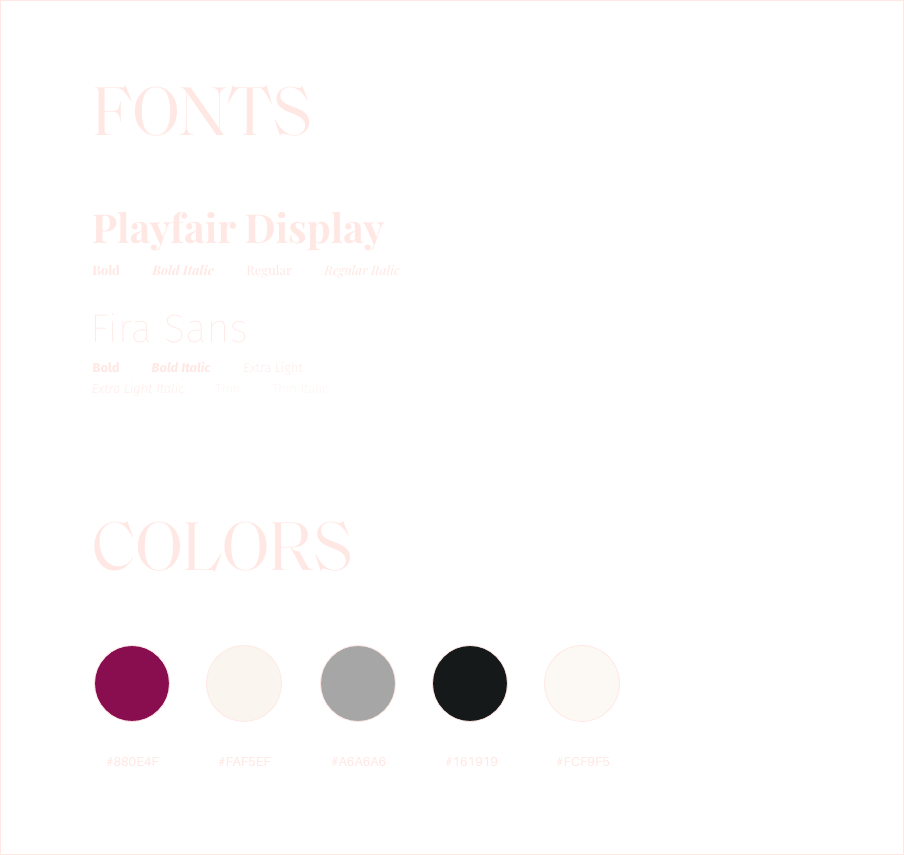 FONTS
Playfair Display
Bold Bold Italic Regular Regular Italic
Fira Sans
Bold Bold Italic Extra Light
Extra Light Italic Thin Thin Italic
COLORS
#880E4F #FAF5EF #A6A6A6 #161919 #FCF9F5